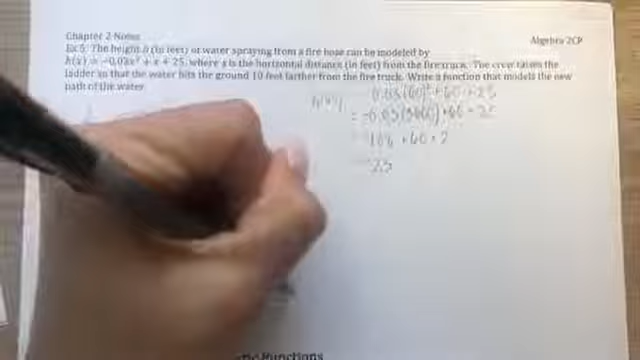 Chapter 2 Notes
Algebra 2CP
Ex 5: The height h (in feet) of water spraying from a fire hose can be modeled by
h(x) = -0.03x² + x + 25, where x is the horizontal distance (in feet) from the fire truck. The crew raises the
ladder so that the water hits the ground 10 feet farther from the fire truck. Write a function that models the new
path of the water.
0.03(60)² + 60 + 25
= -0.03(3600) + 60 + 25
108 + 60 + 2
25
Functions